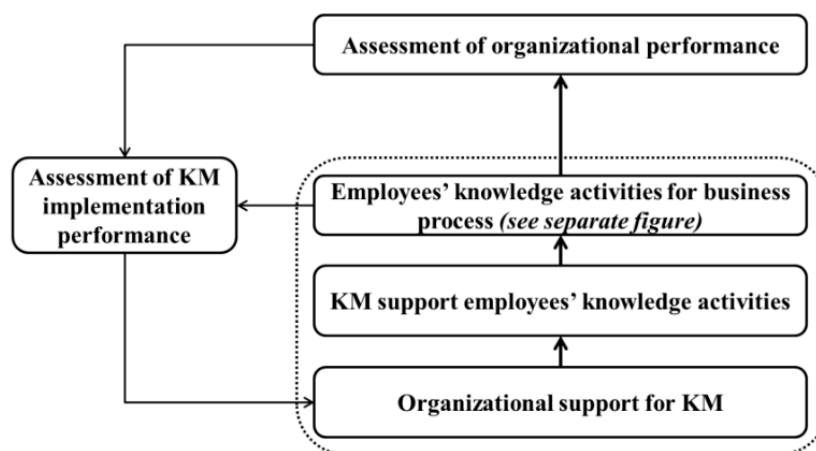 Assessment of organizational performance
Assessment of KM
implementation
performance
Employees’ knowledge activities for business
process (see separate figure)
KM support employees’ knowledge activities
Organizational support for KM